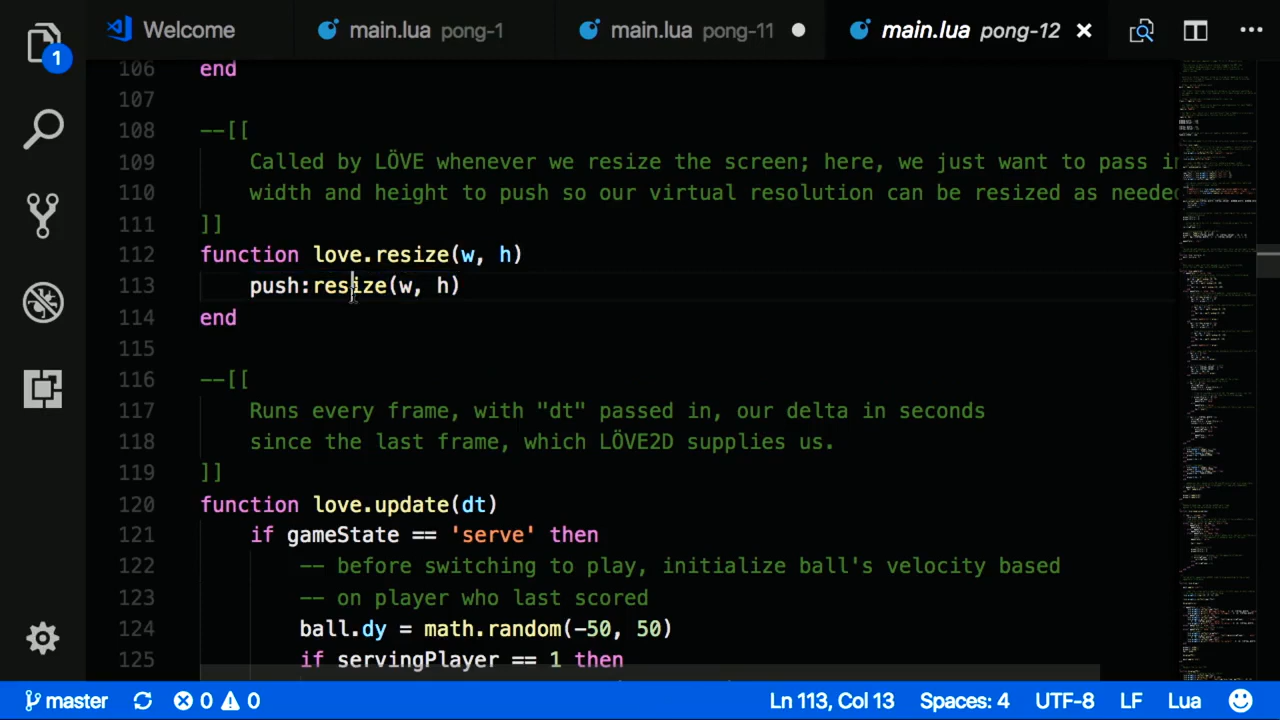 Welcome
main.lua pong-1
main.lua pong-11
main.lua pong-12
1
106 end
107
108 --[[
109 Called by LÖVE whenever we resize the screen; here, we just want to pass in
110 width and height to push so our virtual resolution can be resized as needed
111 ]]
112 function love.resize(w, h)
113 push:resize(w, h)
114 end
115
116 --[[
117 Runs every frame, with "dt" passed in, our delta in seconds
118 since the last frame, which LÖVE2D supplies us.
119 ]]
120 function love.update(dt)
121 if gameState == 'serve' then
122 -- before switching to play, initialize ball's velocity based
123 -- on player who last scored
124 ball.dy = math.random(-50, 50)
125 if servingPlayer == 1 then
master 0 0 Ln 113, Col 13 Spaces: 4 UTF-8 LF Lua